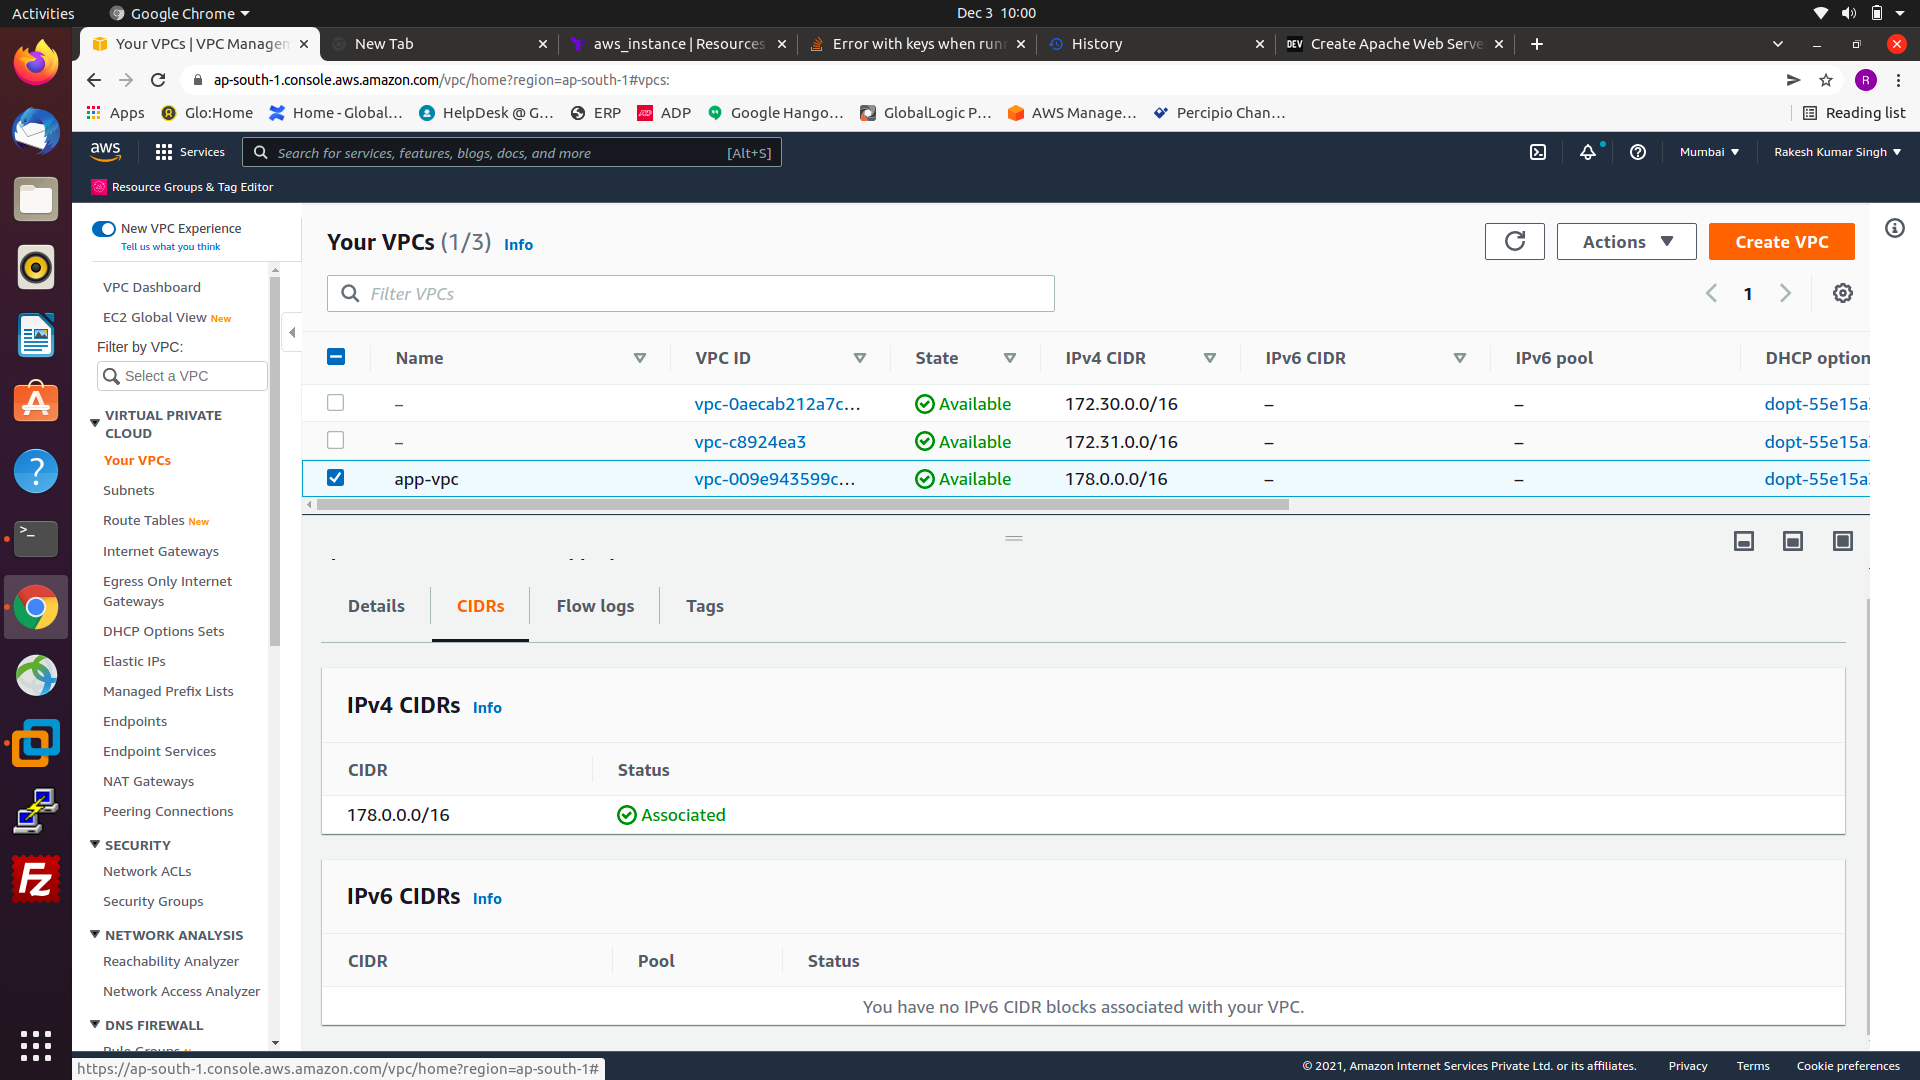 Activities
Google Chrome
Dec 3 10:00
Your VPCs | VPC Managem
New Tab
aws_instance | Resources
Error with keys when runn
History
DEV
Create Apache Web Serve
ap-south-1.console.aws.amazon.com/vpc/home?region=ap-south-1#vpcs:
R
Apps
Glo:Home
Home - Global...
HelpDesk @ G...
ERP
ADP
Google Hango...
GlobalLogic P...
AWS Manage...
Percipio Chan...
Reading list
aws
Services
Search for services, features, blogs, docs, and more
[Alt+S]
Mumbai
Rakesh Kumar Singh
Resource Groups & Tag Editor
New VPC Experience
Tell us what you think
VPC Dashboard
EC2 Global View New
Filter by VPC:
Select a VPC
VIRTUAL PRIVATE
CLOUD
Your VPCs
Subnets
Route Tables New
Internet Gateways
Egress Only Internet
Gateways
DHCP Options Sets
Elastic IPs
Managed Prefix Lists
Endpoints
Endpoint Services
NAT Gateways
Peering Connections
SECURITY
Network ACLs
Security Groups
NETWORK ANALYSIS
Reachability Analyzer
Network Access Analyzer
DNS FIREWALL
Your VPCs (1/3) Info
Actions
Create VPC
Filter VPCs
1
Name
VPC ID
State
IPv4 CIDR
IPv6 CIDR
IPv6 pool
DHCP option
– vpc-0aecab212a7c... Available 172.30.0.0/16 – – dopt-55e15a
– vpc-c8924ea3 Available 172.31.0.0/16 – – dopt-55e15a
app-vpc vpc-009e943599c... Available 178.0.0.0/16 – – dopt-55e15a
Details
CIDRs
Flow logs
Tags
IPv4 CIDRs Info
CIDR Status
178.0.0.0/16 Associated
IPv6 CIDRs Info
CIDR Pool Status
You have no IPv6 CIDR blocks associated with your VPC.
https://ap-south-1.console.aws.amazon.com/vpc/home?region=ap-south-1#
© 2021, Amazon Internet Services Private Ltd. or its affiliates.
Privacy
Terms
Cookie preferences